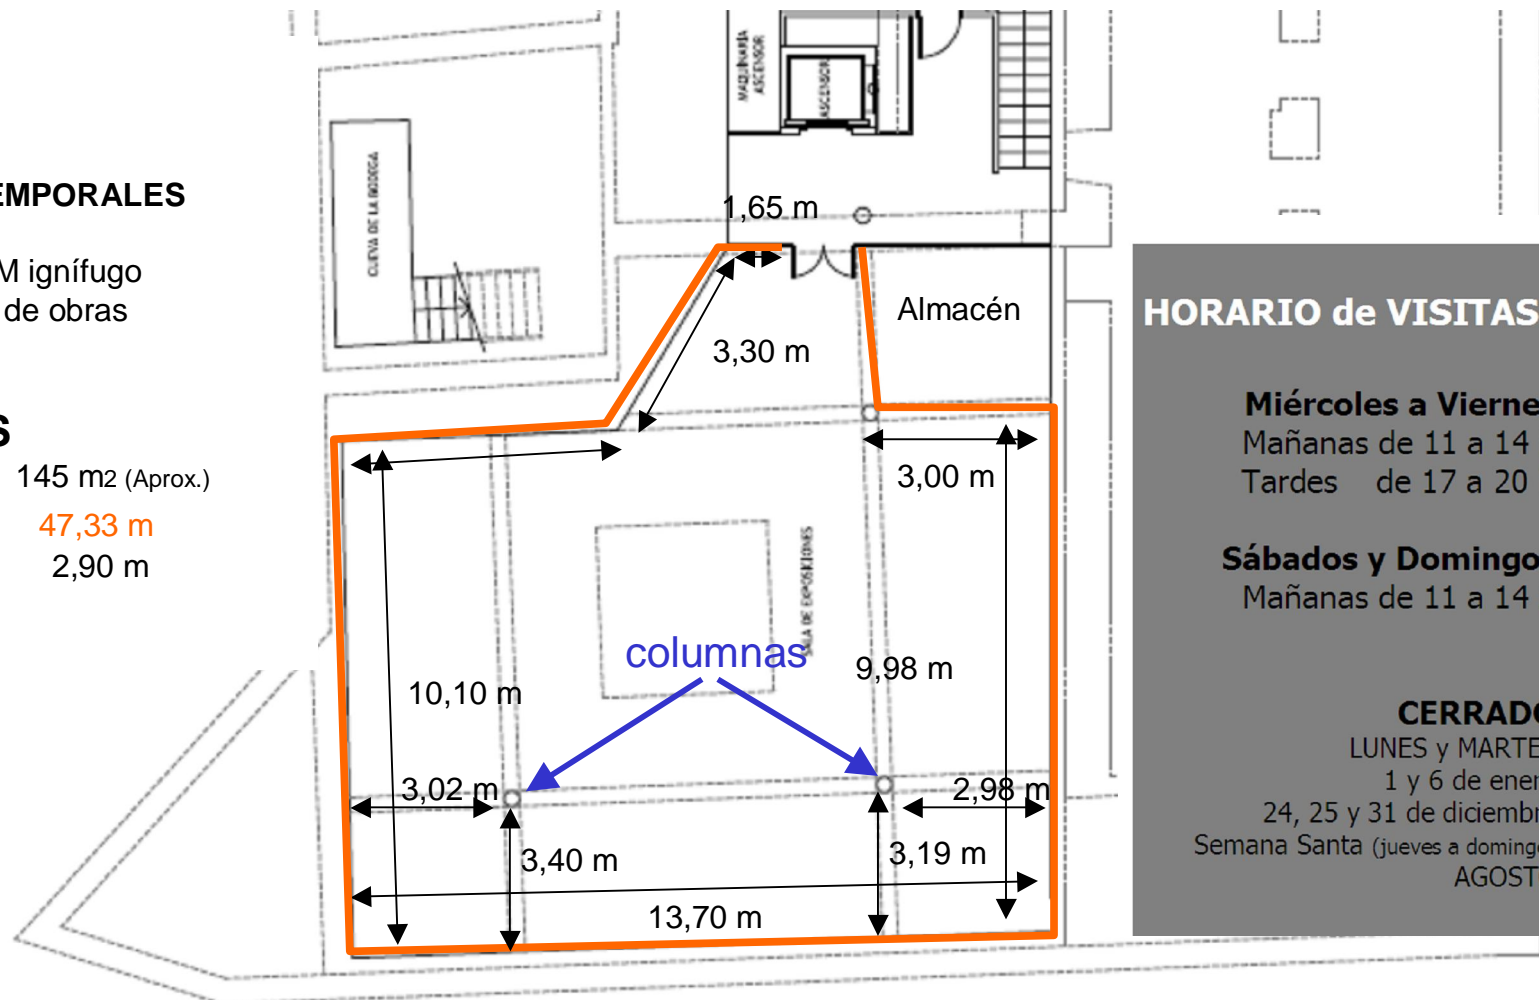 EMPORALES
M ignífugo
de obras
S
145 m2 (Aprox.)
47,33 m
2,90 m
MAQUINARÍA
ASCENSOR
ASCENSOR
CUEVA DE LA BODEGA
1,65 m
Almacén
3,30 m
3,00 m
SALA DE EXPOSICIONES
columnas
9,98 m
10,10 m
3,02 m
2,98 m
3,40 m
3,19 m
13,70 m
HORARIO de VISITAS
Miércoles a Vierne
Mañanas de 11 a 14
Tardes de 17 a 20
Sábados y Domingo
Mañanas de 11 a 14
CERRADO
LUNES y MARTE
1 y 6 de ener
24, 25 y 31 de diciembr
Semana Santa (jueves a doming
AGOST